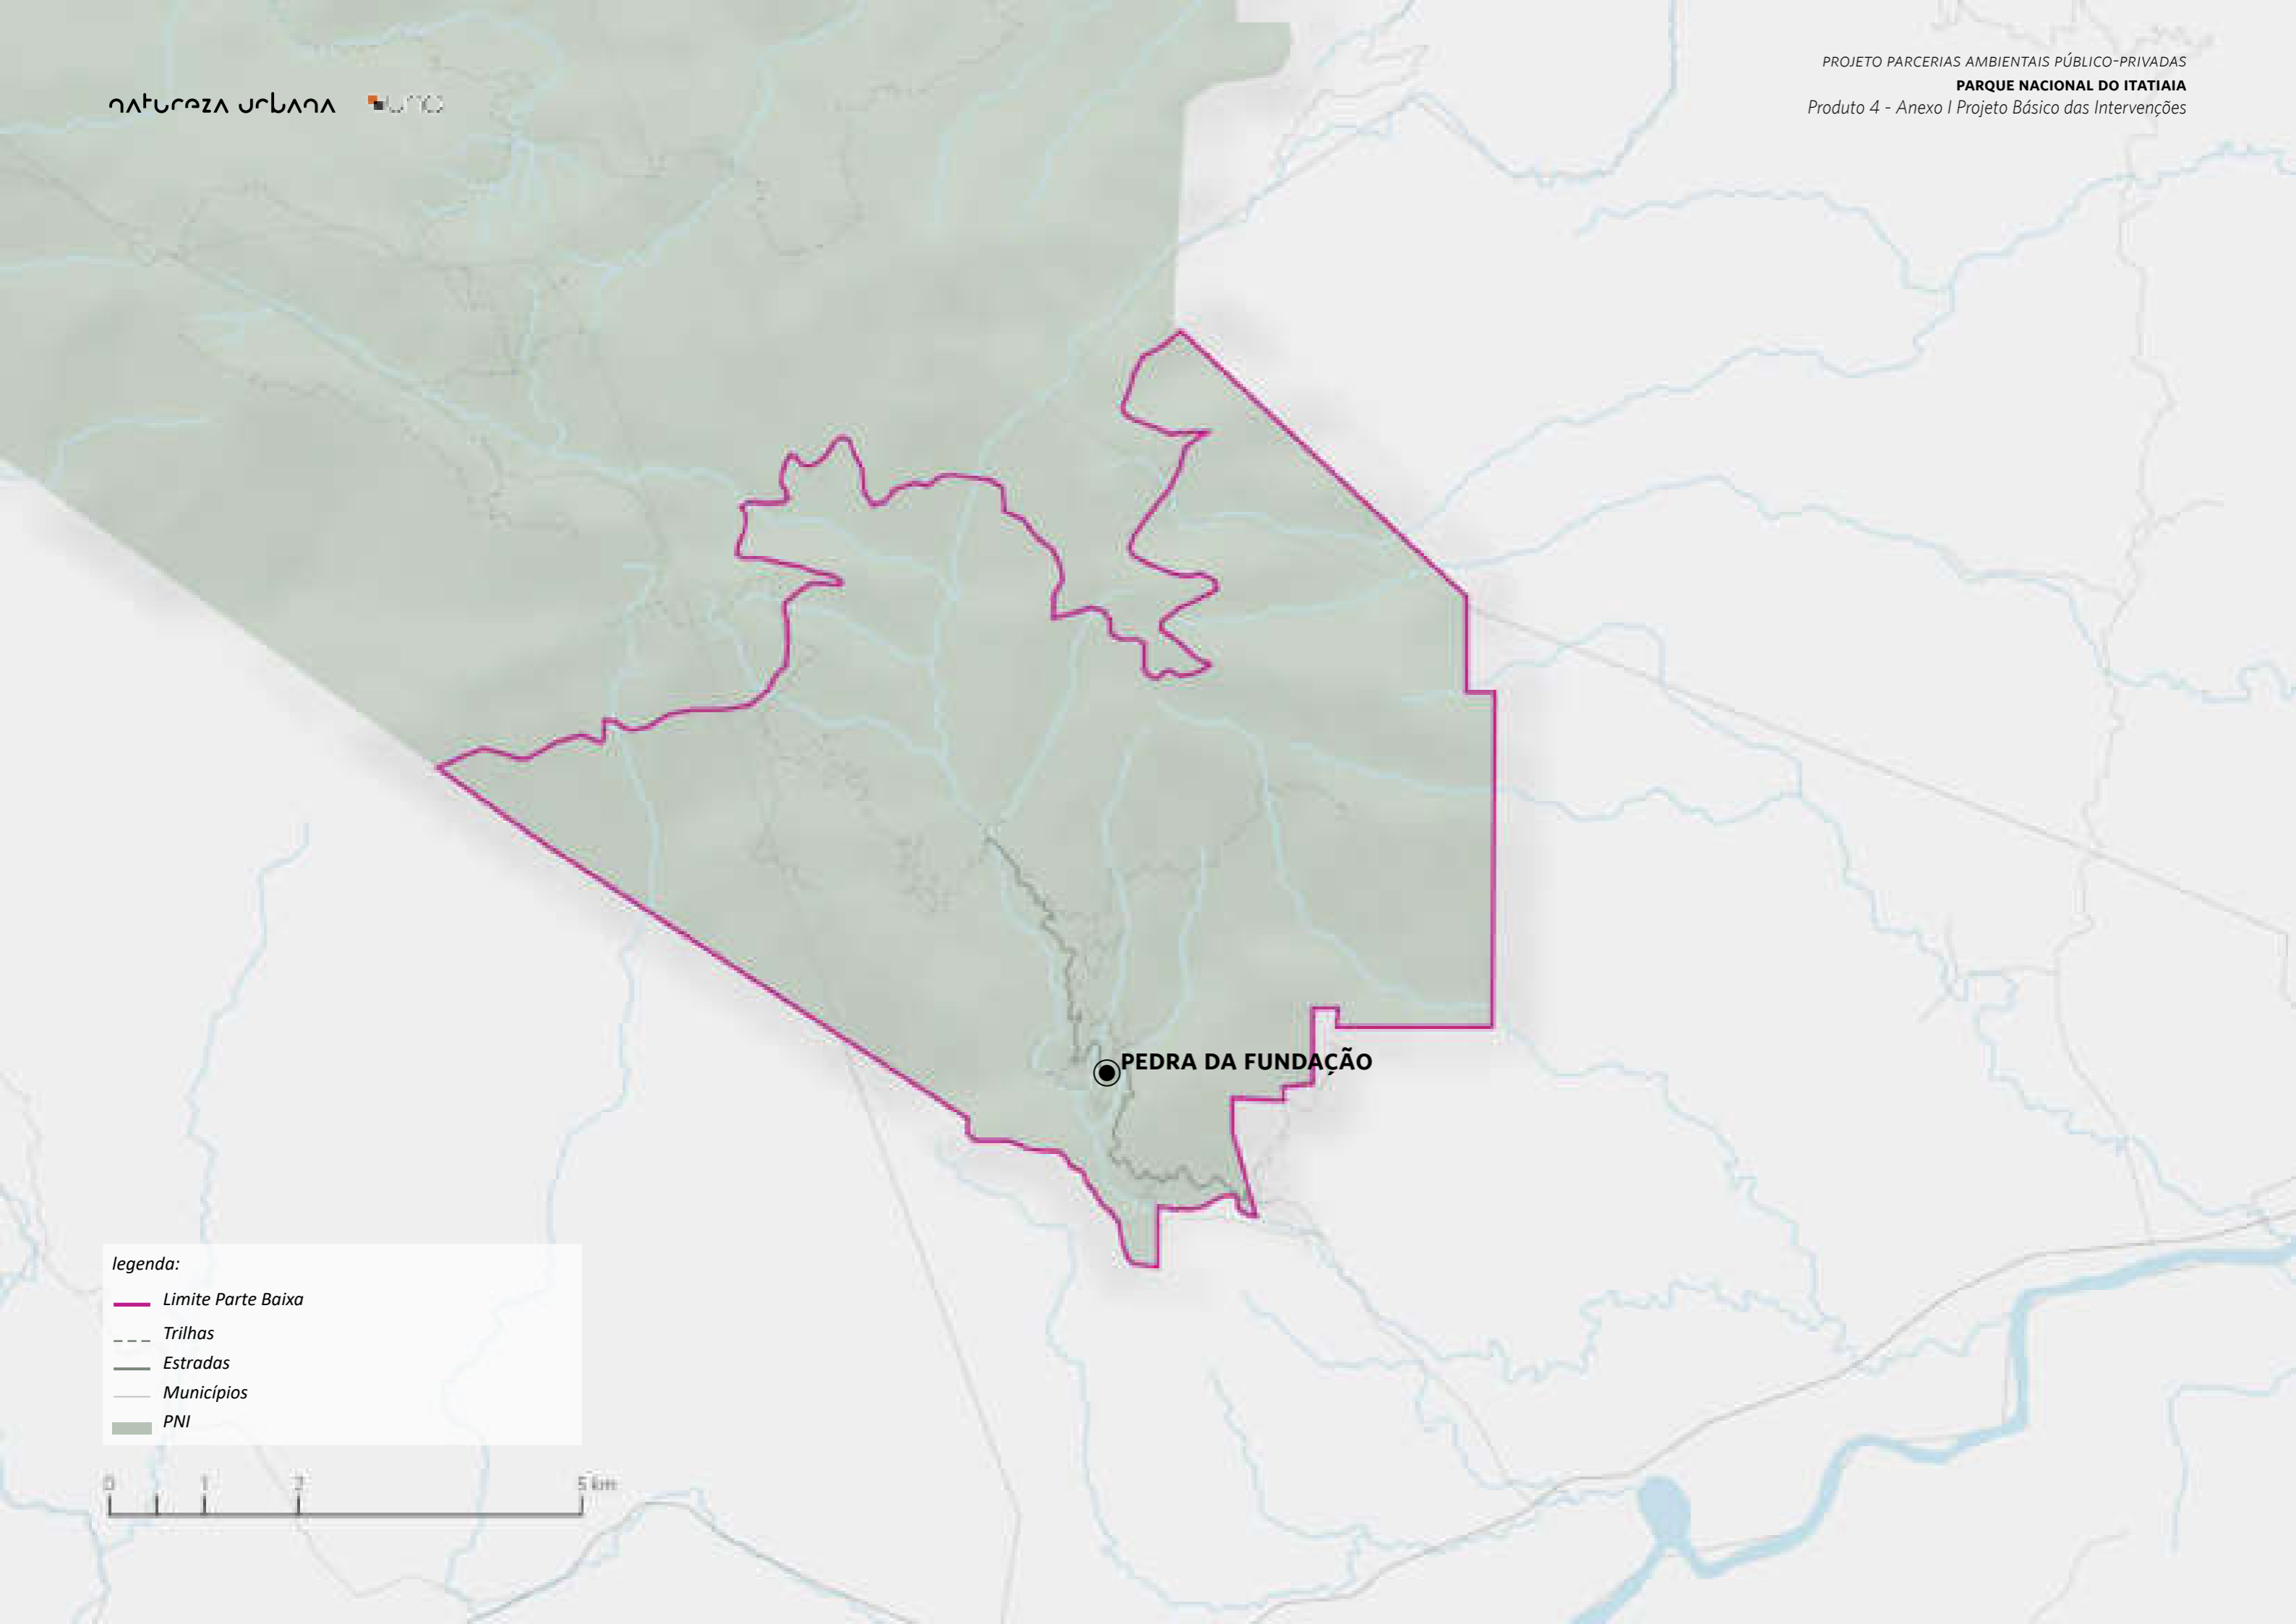 natureza urbana
uno
PROJETO PARCERIAS AMBIENTAIS PÚBLICO-PRIVADAS
PARQUE NACIONAL DO ITATIAIA
Produto 4 - Anexo I Projeto Básico das Intervenções
PEDRA DA FUNDAÇÃO
legenda:
Limite Parte Baixa
Trilhas
Estradas
Municípios
PNI
0 1 2 5 km